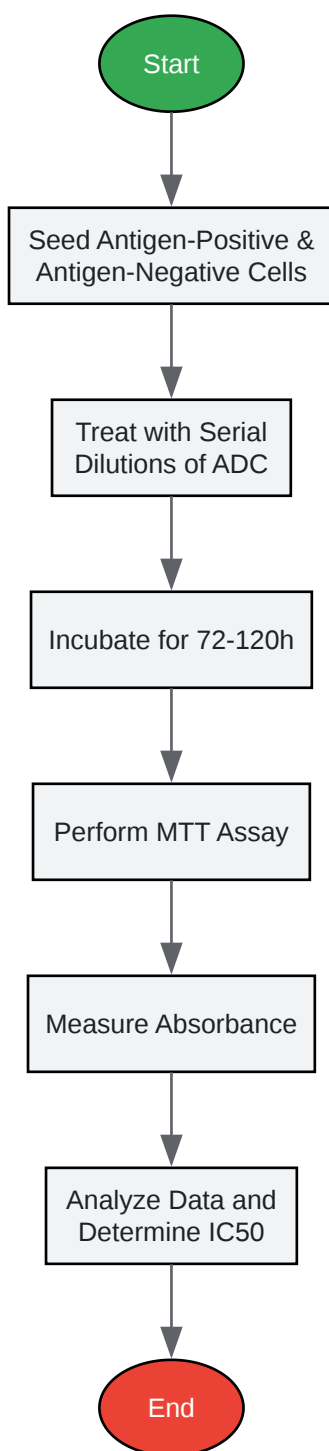 Start
Seed Antigen-Positive &
Antigen-Negative Cells
Treat with Serial
Dilutions of ADC
Incubate for 72-120h
Perform MTT Assay
Measure Absorbance
Analyze Data and
Determine IC50
End